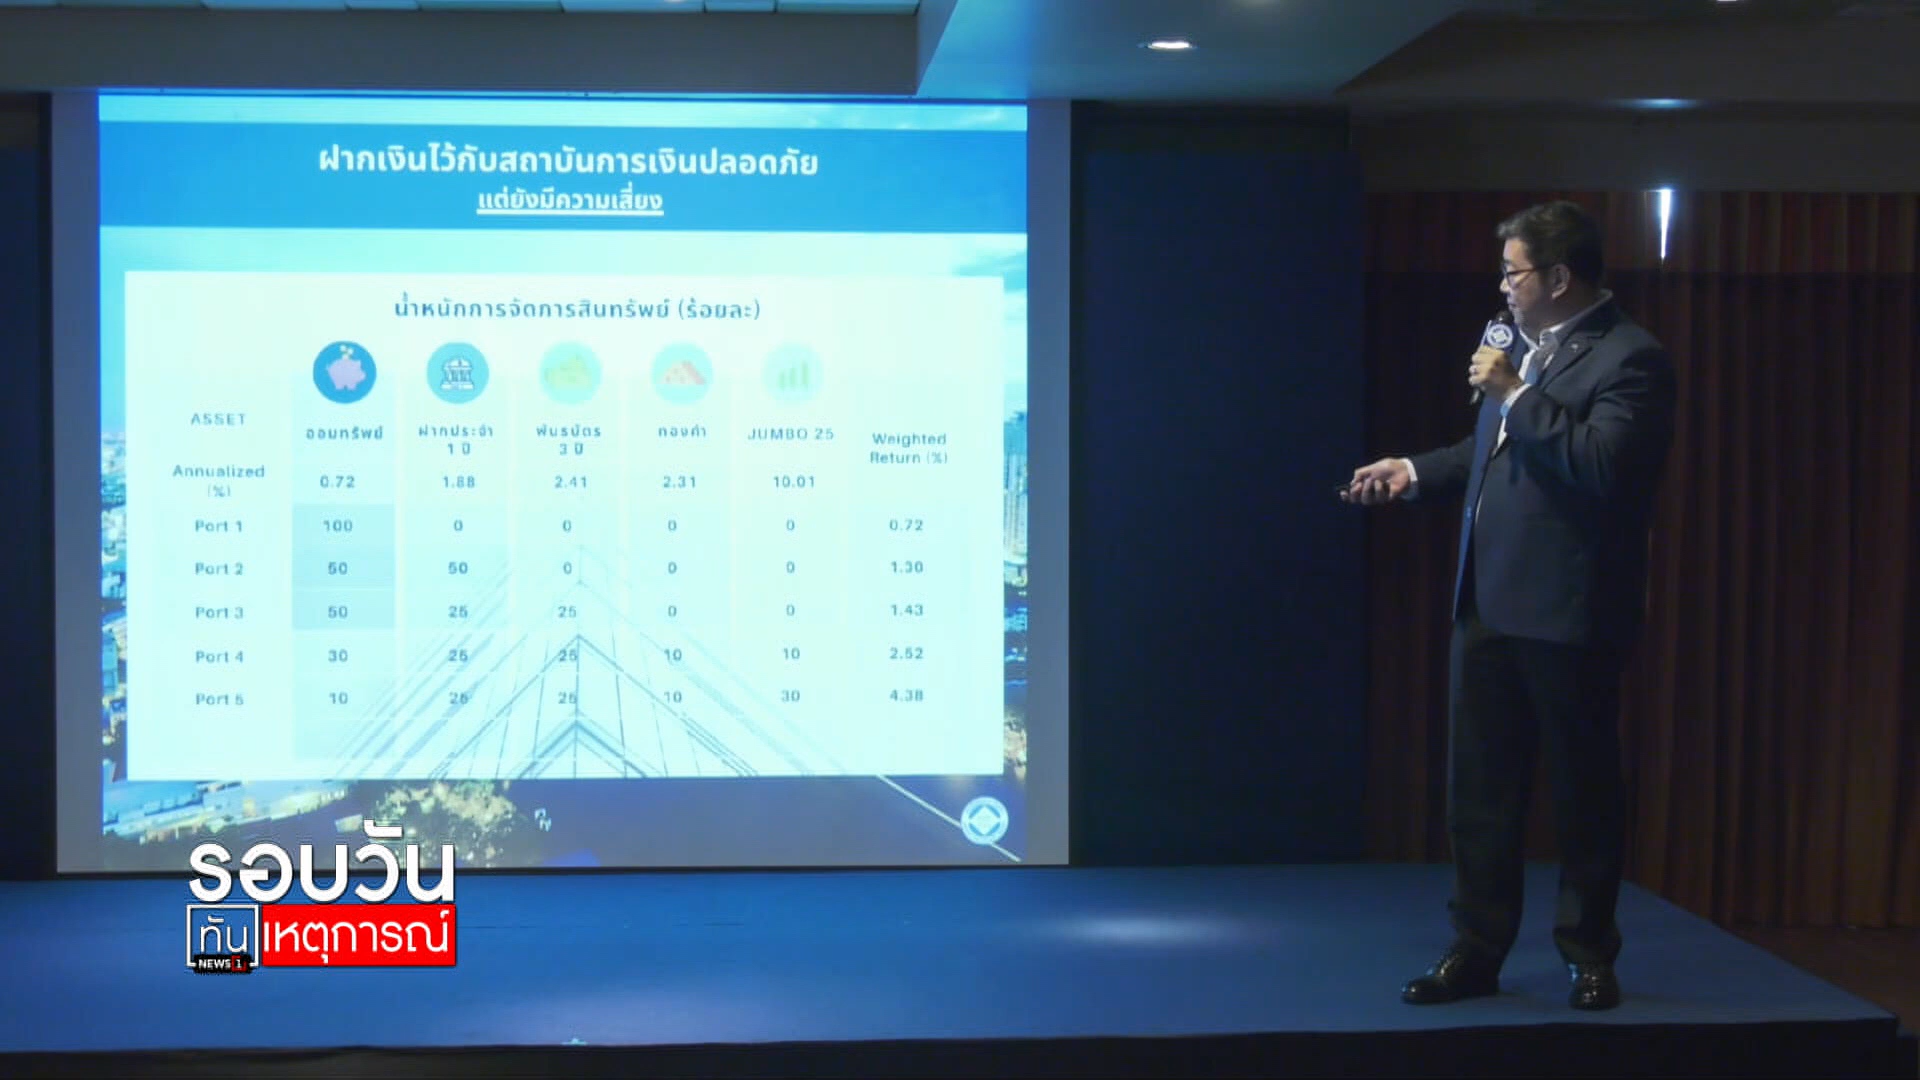 ฝากเงินไว้กับสถาบันการเงินปลอดภัย
แต่ยังมีความเสี่ยง
น้ำหนักการจัดการสินทรัพย์ (ร้อยละ)
ASSET ออมทรัพย์ ฝากประจำ 1 ปี พันธบัตร 3 ปี ทองคำ JUMBO 25 Weighted Return (%)
Annualized (%) 0.72 1.88 2.41 2.31 10.01
Port 1 100 0 0 0 0 0.72
Port 2 50 50 0 0 0 1.30
Port 3 50 25 25 0 0 1.43
Port 4 30 25 25 10 10 2.52
Port 5 10 25 25 10 30 4.38
รอบวัน
ทันเหตุการณ์
NEWS 1